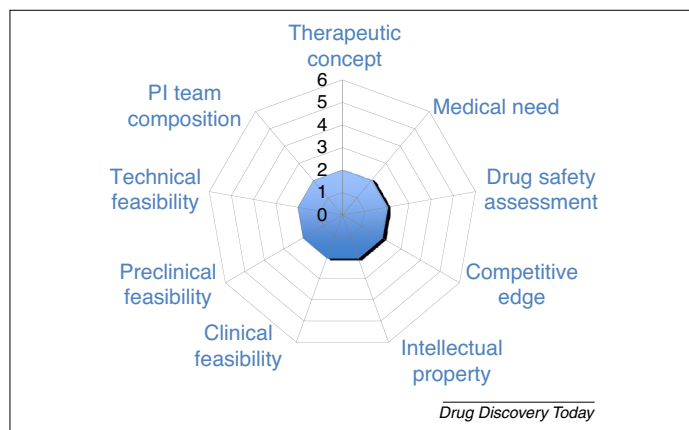 Therapeutic
concept
6
5
4
3
2
1
0
PI team
composition
Medical need
Technical
feasibility
Drug safety
assessment
Preclinical
feasibility
Competitive
edge
Clinical
feasibility
Intellectual
property
Drug Discovery Today